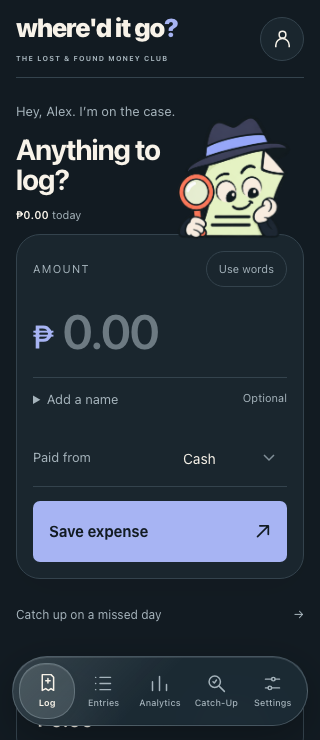 where'd it go?
THE LOST & FOUND MONEY CLUB
Hey, Alex. I'm on the case.
Anything to
log?
₱0.00 today
AMOUNT
Use words
₱ 0.00
Add a name
Optional
Paid from
Cash
Save expense
Catch up on a missed day
Log
Entries
Analytics
Catch-Up
Settings